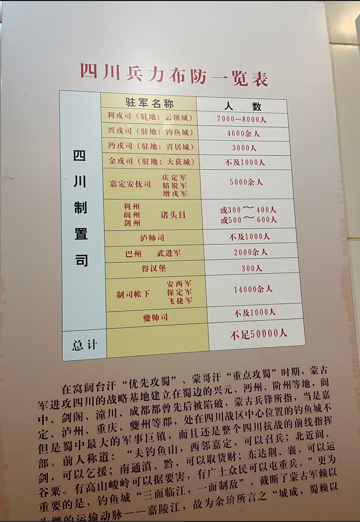 四川兵力布防一览表
驻军名称 人 数
四川制置司
利戎司（驻地：云顶城） 7000－8000人
兴戎司（驻地：钓鱼城） 4600余人
沔戎司（驻地：青居城） 3000人
金戎司（驻地：大获城） 不及1000人
嘉定安抚司 庆定军 精锐军 增戎军 5000余人
利州 阆州 剑州 诸头目 或300～400人
或500～600人
泸帅司 不及1000人
巴州 武进军 2000余人
得汉堡 300人
制司帐下 安西军 保定军 飞捷军 14000余人
夔帅司 不及1000人
总计 不足50000人
在窝阔台汗“优先攻蜀”、蒙哥汗“重点攻蜀”时期，蒙古
军进攻四川的战略基地建立在蜀边的兴元、沔州、阶州等地，阆
中、剑阁、潼川、成都都曾先后被陷破，蒙古兵锋所指，当是嘉
定、泸州、重庆、夔州等郡，处在四川战区中心位置的钓鱼城不
但是蜀中最大的军事巨镇，而且还是整个四川抗战的前线指挥
部。前人称道：“夫钓鱼山，西邻嘉定，可以召兵；北近阆、
剑，可以乞援；南通滇、黔，可以取贷财；东达荆、襄，可以运
谷粟。有高山峻岭可以据要害，有广土众民可以屯重兵。”更为
重要的是，钓鱼城“三面临江，一面制敌”，截断了蒙古军赖以
的运输动脉——嘉陵江，故为余玠所言之“城成，蜀赖以